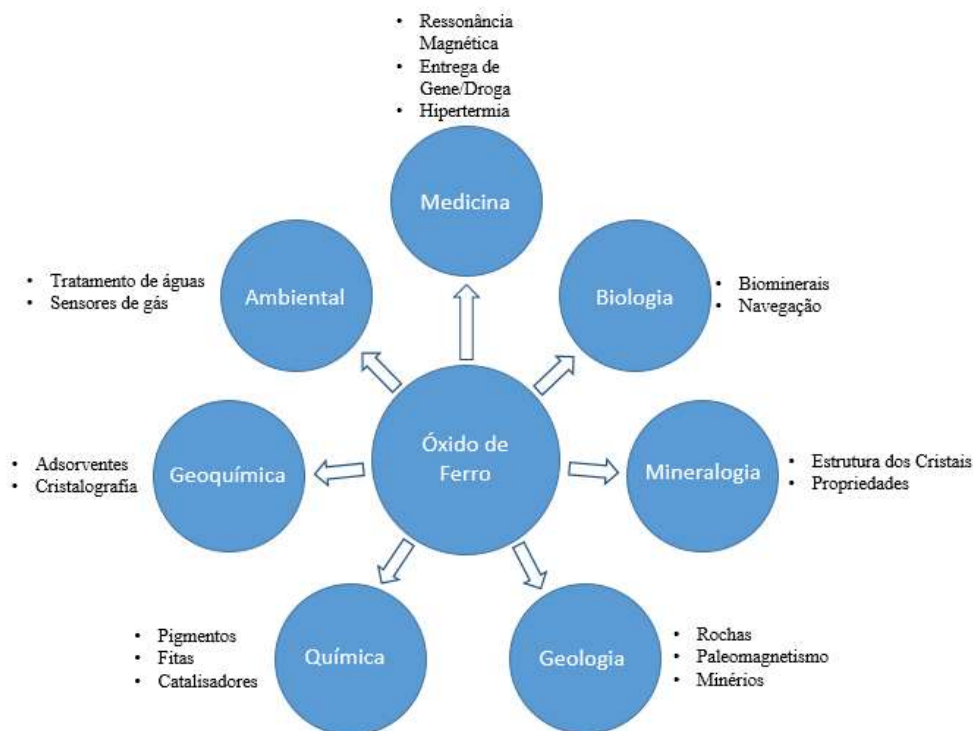 • Ressonância
Magnética
• Entrega de
Gene/Droga
• Hipertermia
Medicina
• Tratamento de águas
• Sensores de gás
Ambiental
Biologia
• Biominerais
• Navegação
Óxido de
Ferro
• Adsorventes
• Cristalografia
Geoquímica
Mineralogia
• Estrutura dos Cristais
• Propriedades
• Pigmentos
• Fitas
• Catalisadores
Química
Geologia
• Rochas
• Paleomagnetismo
• Minérios